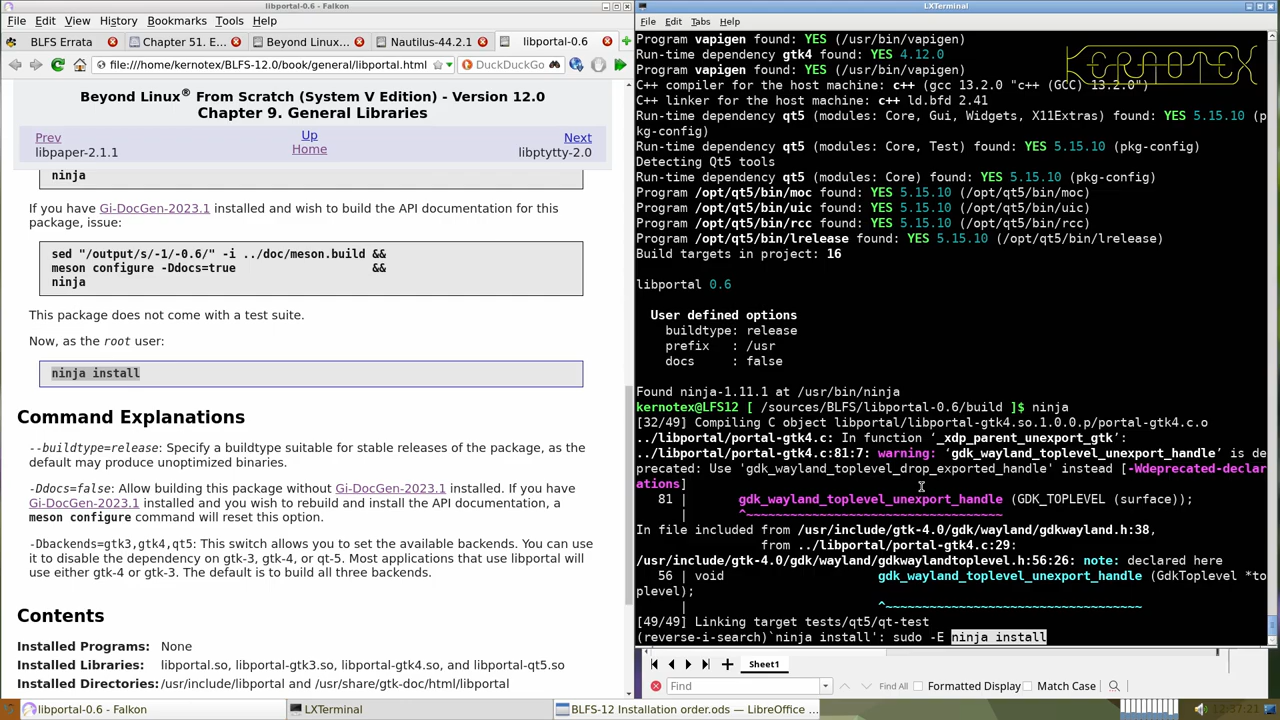 libportal-0.6 - Falkon
File Edit View History Bookmarks Tools Help
BLFS Errata
Chapter 51. E...
Beyond Linux...
Nautilus-44.2.1
libportal-0.6
file:///home/kernotex/BLFS-12.0/book/general/libportal.html
DuckDuckGo
Beyond Linux® From Scratch (System V Edition) - Version 12.0
Chapter 9. General Libraries
Prev Up Next
libpaper-2.1.1 Home libptytty-2.0
ninja
If you have Gi-DocGen-2023.1 installed and wish to build the API documentation for this
package, issue:
sed "/output/s/-1/-0.6/" -i ../doc/meson.build &&
meson configure -Ddocs=true &&
ninja
This package does not come with a test suite.
Now, as the root user:
ninja install
Command Explanations
--buildtype=release: Specify a buildtype suitable for stable releases of the package, as the
default may produce unoptimized binaries.
-Ddocs=false: Allow building this package without Gi-DocGen-2023.1 installed. If you have
Gi-DocGen-2023.1 installed and you wish to rebuild and install the API documentation, a
meson configure command will reset this option.
-Dbackends=gtk3,gtk4,qt5: This switch allows you to set the available backends. You can use
it to disable the dependency on gtk-3, gtk-4, or qt-5. Most applications that use libportal will
use either gtk-4 or gtk-3. The default is to build all three backends.
Contents
Installed Programs: None
Installed Libraries: libportal.so, libportal-gtk3.so, libportal-gtk4.so, and libportal-qt5.so
Installed Directories: /usr/include/libportal and /usr/share/gtk-doc/html/libportal
LXTerminal
File Edit Tabs Help
KERNOTEX
Program vapigen found: YES (/usr/bin/vapigen)
Run-time dependency gtk4 found: YES 4.12.0
Program vapigen found: YES (/usr/bin/vapigen)
C++ compiler for the host machine: c++ (gcc 13.2.0 "c++ (GCC) 13.2.0")
C++ linker for the host machine: c++ ld.bfd 2.41
Run-time dependency qt5 (modules: Core, Gui, Widgets, X11Extras) found: YES 5.15.10 (p
kg-config)
Run-time dependency qt5 (modules: Core, Test) found: YES 5.15.10 (pkg-config)
Detecting Qt5 tools
Run-time dependency qt5 (modules: Core) found: YES 5.15.10 (pkg-config)
Program /opt/qt5/bin/moc found: YES 5.15.10 (/opt/qt5/bin/moc)
Program /opt/qt5/bin/uic found: YES 5.15.10 (/opt/qt5/bin/uic)
Program /opt/qt5/bin/rcc found: YES 5.15.10 (/opt/qt5/bin/rcc)
Program /opt/qt5/bin/lrelease found: YES 5.15.10 (/opt/qt5/bin/lrelease)
Build targets in project: 16
libportal 0.6
User defined options
buildtype: release
prefix : /usr
docs : false
Found ninja-1.11.1 at /usr/bin/ninja
kernotex@LFS12 [ /sources/BLFS/libportal-0.6/build ]$ ninja
[32/49] Compiling C object libportal/libportal-gtk4.so.1.0.0.p/portal-gtk4.c.o
../libportal/portal-gtk4.c: In function ‘_xdp_parent_unexport_gtk’:
../libportal/portal-gtk4.c:81:7: warning: ‘gdk_wayland_toplevel_unexport_handle’ is de
precated: Use 'gdk_wayland_toplevel_drop_exported_handle' instead [-Wdeprecated-declar
ations]
81 | gdk_wayland_toplevel_unexport_handle (GDK_TOPLEVEL (surface));
| ^~~~~~~~~~~~~~~~~~~~~~~~~~~~~~~~~~~~
In file included from /usr/include/gtk-4.0/gdk/wayland/gdkwayland.h:38,
from ../libportal/portal-gtk4.c:29:
/usr/include/gtk-4.0/gdk/wayland/gdkwaylandtoplevel.h:56:26: note: declared here
56 | void gdk_wayland_toplevel_unexport_handle (GdkToplevel *to
plevel);
| ^~~~~~~~~~~~~~~~~~~~~~~~~~~~~~~~~~~~
[49/49] Linking target tests/qt5/qt-test
(reverse-i-search)`ninja install': sudo -E ninja install
Sheet1
Find Find All Formatted Display Match Case
libportal-0.6 - Falkon LXTerminal BLFS-12 Installation order.ods — LibreOffice ... 12:37:21